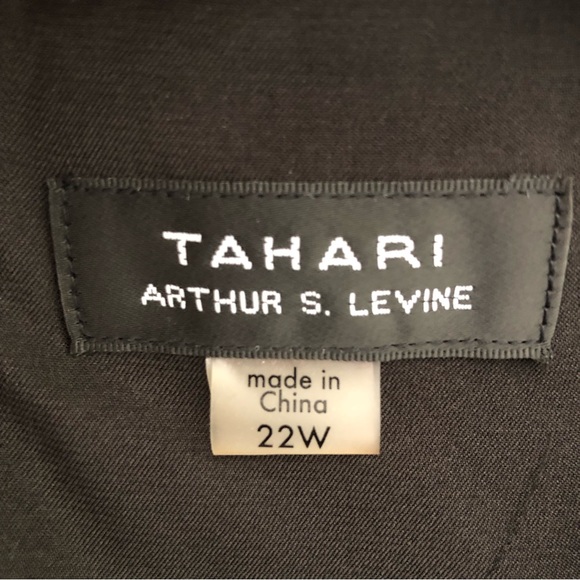 TAHARI
ARTHUR S. LEVINE
made in
China
22W